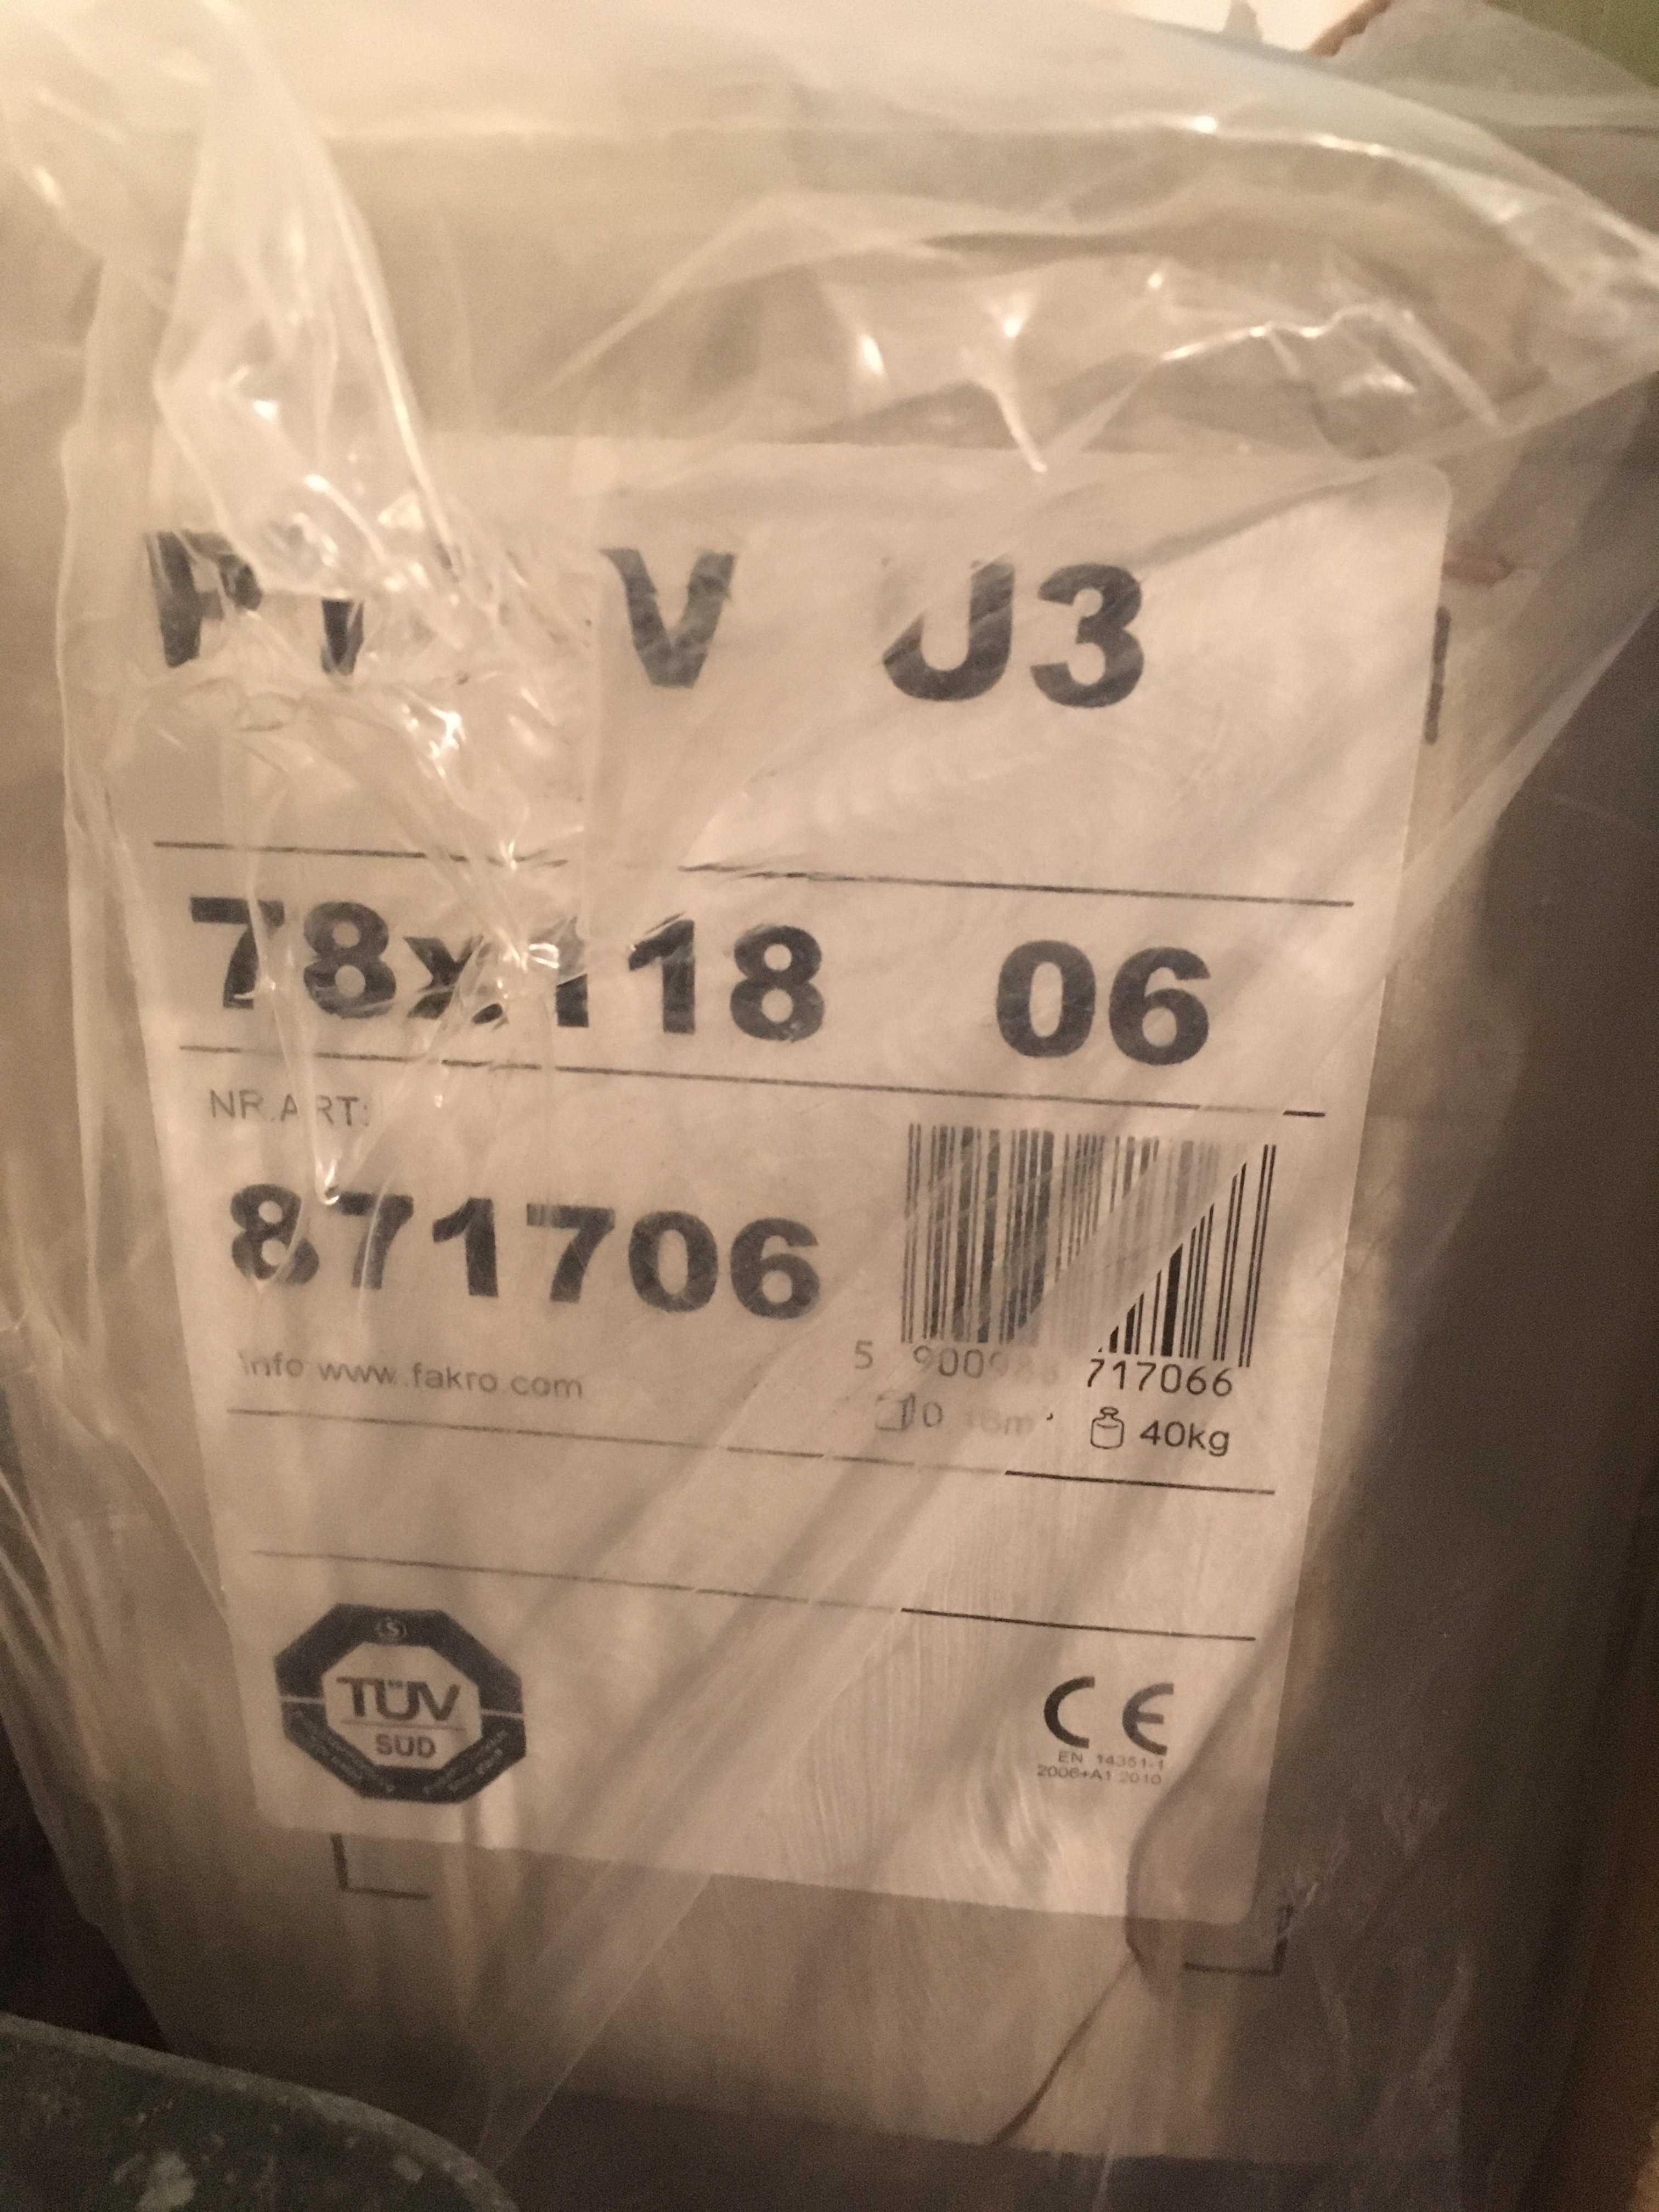 V U3
78x118 06
NR.ART:
871706
info www.fakro.com
5 717066
40kg
TÜV
SÜD
CE
EN 14351-1
2006+A1 2010